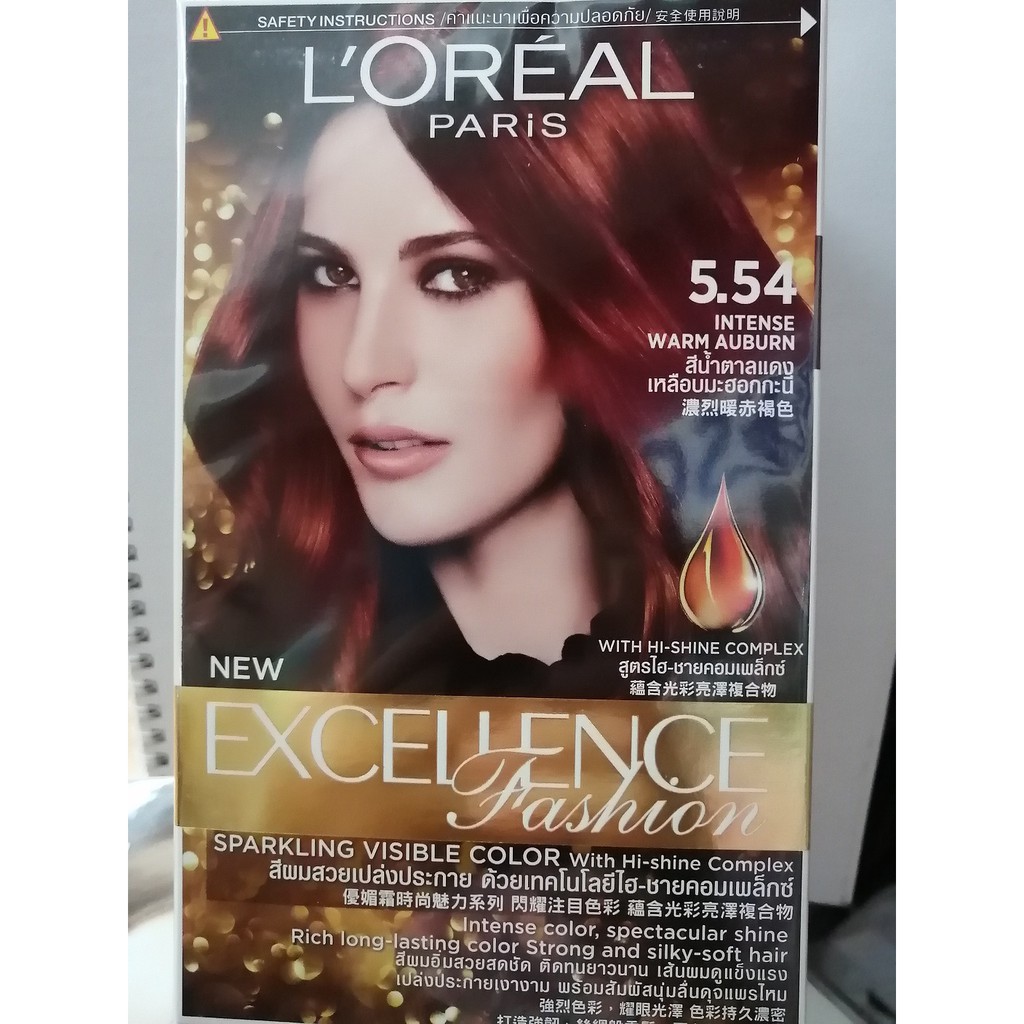 SAFETY INSTRUCTIONS /คำแนะนำเพื่อความปลอดภัย/ 安全使用說明
L'ORÉAL
PARiS
5.54
INTENSE
WARM AUBURN
สีน้ำตาลแดง
เหลือบมะฮอกกะนี
濃烈暖赤褐色
WITH HI-SHINE COMPLEX
สูตรไฮ-ชายคอมเพล็กซ์
蘊含光彩亮澤複合物
NEW
EXCELLENCE
Fashion
SPARKLING VISIBLE COLOR With Hi-shine Complex
สีผมสวยเปล่งประกาย ด้วยเทคโนโลยีไฮ-ชายคอมเพล็กซ์
優媚霜時尚魅力系列 閃耀注目色彩 蘊含光彩亮澤複合物
Intense color, spectacular shine
Rich long-lasting color Strong and silky-soft hair
สีผมอิ่มสวยสดชัด ติดทนยาวนาน เส้นผมดูแข็งแรง
เปล่งประกายเงางาม พร้อมสัมผัสนุ่มลื่นดุจแพรไหม
強烈色彩，耀眼光澤 色彩持久濃密